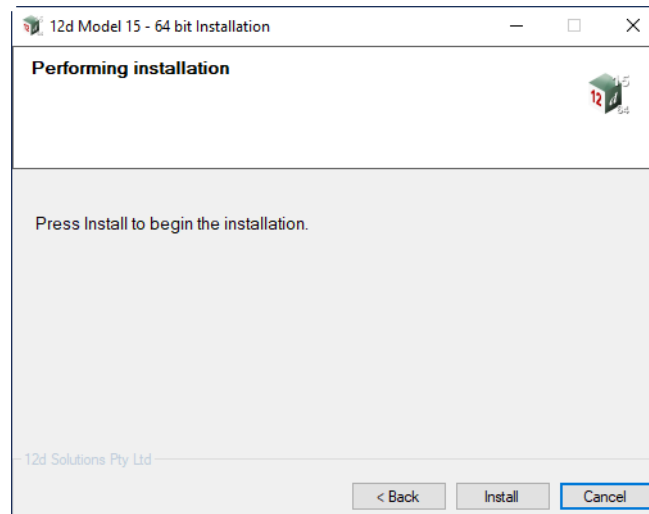 12d Model 15 - 64 bit Installation
Performing installation
15
12 d
64
Press Install to begin the installation.
12d Solutions Pty Ltd
< Back
Install
Cancel